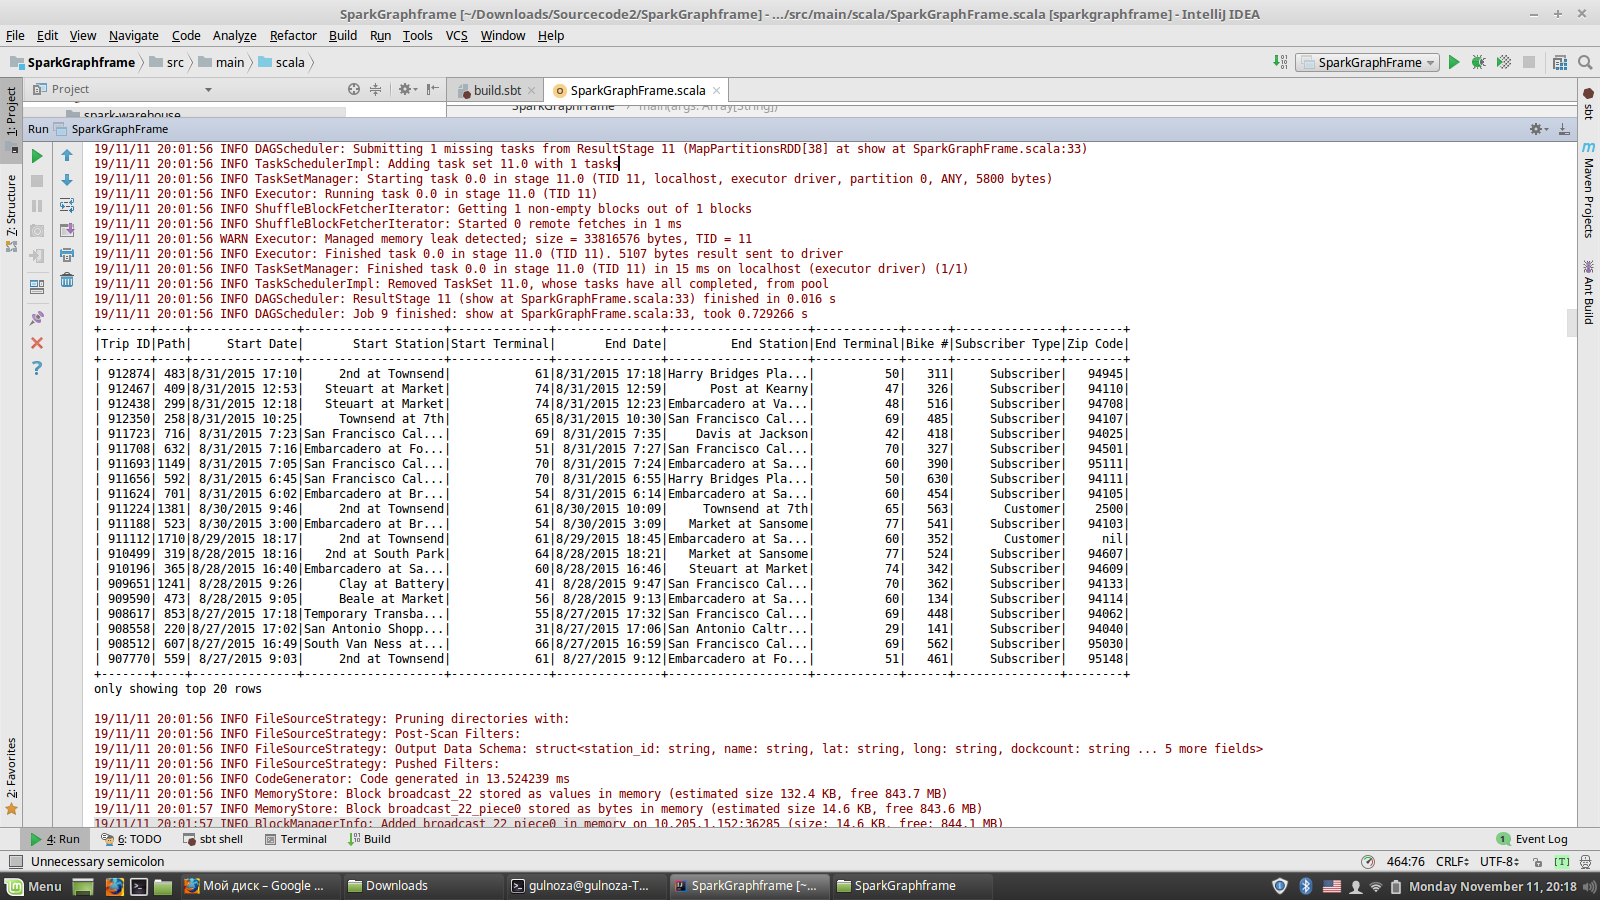 SparkGraphframe [~/Downloads/Sourcecode2/SparkGraphframe] - .../src/main/scala/SparkGraphFrame.scala [sparkgraphframe] - IntelliJ IDEA
File Edit View Navigate Code Analyze Refactor Build Run Tools VCS Window Help
SparkGraphframe src main scala SparkGraphFrame
Project build.sbt SparkGraphFrame.scala
spark-warehouse SparkGraphFrame main(args: Array[String])
Run SparkGraphFrame
1: Project
7: Structure
2: Favorites
sbt
Maven Projects
Ant Build
19/11/11 20:01:56 INFO DAGScheduler: Submitting 1 missing tasks from ResultStage 11 (MapPartitionsRDD[38] at show at SparkGraphFrame.scala:33)
19/11/11 20:01:56 INFO TaskSchedulerImpl: Adding task set 11.0 with 1 tasks
19/11/11 20:01:56 INFO TaskSetManager: Starting task 0.0 in stage 11.0 (TID 11, localhost, executor driver, partition 0, ANY, 5800 bytes)
19/11/11 20:01:56 INFO Executor: Running task 0.0 in stage 11.0 (TID 11)
19/11/11 20:01:56 INFO ShuffleBlockFetcherIterator: Getting 1 non-empty blocks out of 1 blocks
19/11/11 20:01:56 INFO ShuffleBlockFetcherIterator: Started 0 remote fetches in 1 ms
19/11/11 20:01:56 WARN Executor: Managed memory leak detected; size = 33816576 bytes, TID = 11
19/11/11 20:01:56 INFO Executor: Finished task 0.0 in stage 11.0 (TID 11). 5107 bytes result sent to driver
19/11/11 20:01:56 INFO TaskSetManager: Finished task 0.0 in stage 11.0 (TID 11) in 15 ms on localhost (executor driver) (1/1)
19/11/11 20:01:56 INFO TaskSchedulerImpl: Removed TaskSet 11.0, whose tasks have all completed, from pool
19/11/11 20:01:56 INFO DAGScheduler: ResultStage 11 (show at SparkGraphFrame.scala:33) finished in 0.016 s
19/11/11 20:01:56 INFO DAGScheduler: Job 9 finished: show at SparkGraphFrame.scala:33, took 0.729266 s
+-------+----+---------------+--------------------+--------------+---------------+--------------------+------------+------+---------------+--------+
|Trip ID|Path|     Start Date|       Start Station|Start Terminal|       End Date|         End Station|End Terminal|Bike #|Subscriber Type|Zip Code|
+-------+----+---------------+--------------------+--------------+---------------+--------------------+------------+------+---------------+--------+
| 912874| 483|8/31/2015 17:10|     2nd at Townsend|            61|8/31/2015 17:18|Harry Bridges Pla...|          50|   311|     Subscriber|   94945|
| 912467| 409|8/31/2015 12:53|   Steuart at Market|            74|8/31/2015 12:59|      Post at Kearny|          47|   326|     Subscriber|   94110|
| 912438| 299|8/31/2015 12:18|   Steuart at Market|            74|8/31/2015 12:23|Embarcadero at Va...|          48|   516|     Subscriber|   94708|
| 912350| 258|8/31/2015 10:25|     Townsend at 7th|            65|8/31/2015 10:30|San Francisco Cal...|          69|   485|     Subscriber|   94107|
| 911723| 716| 8/31/2015 7:23|San Francisco Cal...|            69| 8/31/2015 7:35|    Davis at Jackson|          42|   418|     Subscriber|   94025|
| 911708| 632| 8/31/2015 7:16|Embarcadero at Fo...|            51| 8/31/2015 7:27|San Francisco Cal...|          70|   327|     Subscriber|   94501|
| 911693|1149| 8/31/2015 7:05|San Francisco Cal...|            70| 8/31/2015 7:24|Embarcadero at Sa...|          60|   390|     Subscriber|   95111|
| 911656| 592| 8/31/2015 6:45|San Francisco Cal...|            70| 8/31/2015 6:55|Harry Bridges Pla...|          50|   630|     Subscriber|   94111|
| 911624| 701| 8/31/2015 6:02|Embarcadero at Br...|            54| 8/31/2015 6:14|Embarcadero at Sa...|          60|   454|     Subscriber|   94105|
| 911224|1381| 8/30/2015 9:46|     2nd at Townsend|            61|8/30/2015 10:09|     Townsend at 7th|          65|   563|       Customer|    2500|
| 911188| 523| 8/30/2015 3:00|Embarcadero at Br...|            54| 8/30/2015 3:09|   Market at Sansome|          77|   541|     Subscriber|   94103|
| 911112|1710|8/29/2015 18:17|     2nd at Townsend|            61|8/29/2015 18:45|Embarcadero at Sa...|          60|   352|       Customer|     nil|
| 910499| 319|8/28/2015 18:16|   2nd at South Park|            64|8/28/2015 18:21|   Market at Sansome|          77|   524|     Subscriber|   94607|
| 910196| 365|8/28/2015 16:40|Embarcadero at Sa...|            60|8/28/2015 16:46|   Steuart at Market|          74|   342|     Subscriber|   94609|
| 909651|1241| 8/28/2015 9:26|     Clay at Battery|            41| 8/28/2015 9:47|San Francisco Cal...|          70|   362|     Subscriber|   94133|
| 909590| 473| 8/28/2015 9:05|     Beale at Market|            56| 8/28/2015 9:13|Embarcadero at Sa...|          60|   134|     Subscriber|   94114|
| 908617| 853|8/27/2015 17:18|Temporary Transba...|            55|8/27/2015 17:32|San Francisco Cal...|          69|   448|     Subscriber|   94062|
| 908558| 220|8/27/2015 17:02|San Antonio Shopp...|            31|8/27/2015 17:06|San Antonio Caltr...|          29|   141|     Subscriber|   94040|
| 908512| 607|8/27/2015 16:49|South Van Ness at...|            66|8/27/2015 16:59|San Francisco Cal...|          69|   562|     Subscriber|   95030|
| 907770| 559| 8/27/2015 9:03|     2nd at Townsend|            61| 8/27/2015 9:12|Embarcadero at Fo...|          51|   461|     Subscriber|   95148|
+-------+----+---------------+--------------------+--------------+---------------+--------------------+------------+------+---------------+--------+
only showing top 20 rows
19/11/11 20:01:56 INFO FileSourceStrategy: Pruning directories with:
19/11/11 20:01:56 INFO FileSourceStrategy: Post-Scan Filters:
19/11/11 20:01:56 INFO FileSourceStrategy: Output Data Schema: struct<station_id: string, name: string, lat: string, long: string, dockcount: string ... 5 more fields>
19/11/11 20:01:56 INFO FileSourceStrategy: Pushed Filters:
19/11/11 20:01:56 INFO CodeGenerator: Code generated in 13.524239 ms
19/11/11 20:01:56 INFO MemoryStore: Block broadcast_22 stored as values in memory (estimated size 132.4 KB, free 843.7 MB)
19/11/11 20:01:57 INFO MemoryStore: Block broadcast_22_piece0 stored as bytes in memory (estimated size 14.6 KB, free 843.6 MB)
19/11/11 20:01:57 INFO BlockManagerInfo: Added broadcast_22_piece0 in memory on 10.205.1.152:36285 (size: 14.6 KB, free: 844.1 MB)
4: Run 6: TODO sbt shell Terminal Build 1 Event Log
Unnecessary semicolon 464:76 CRLF UTF-8 [T]
Menu Мой диск – Google ... Downloads gulnoza@gulnoza-T... SparkGraphframe [~... SparkGraphframe Monday November 11, 20:18